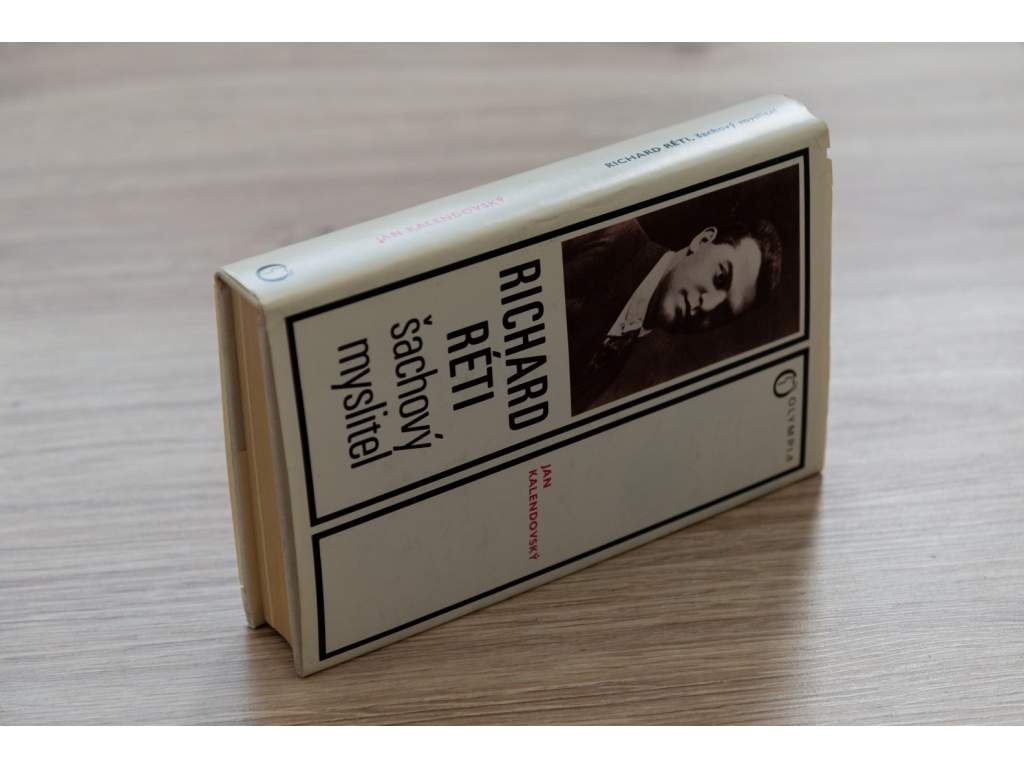 JAN KALENDOVSKÝ
RICHARD RÉTI, šachový myslitel
RICHARD
RÉTI
šachový
myslitel
JAN
KALENDOVSKÝ
OLYMPIA